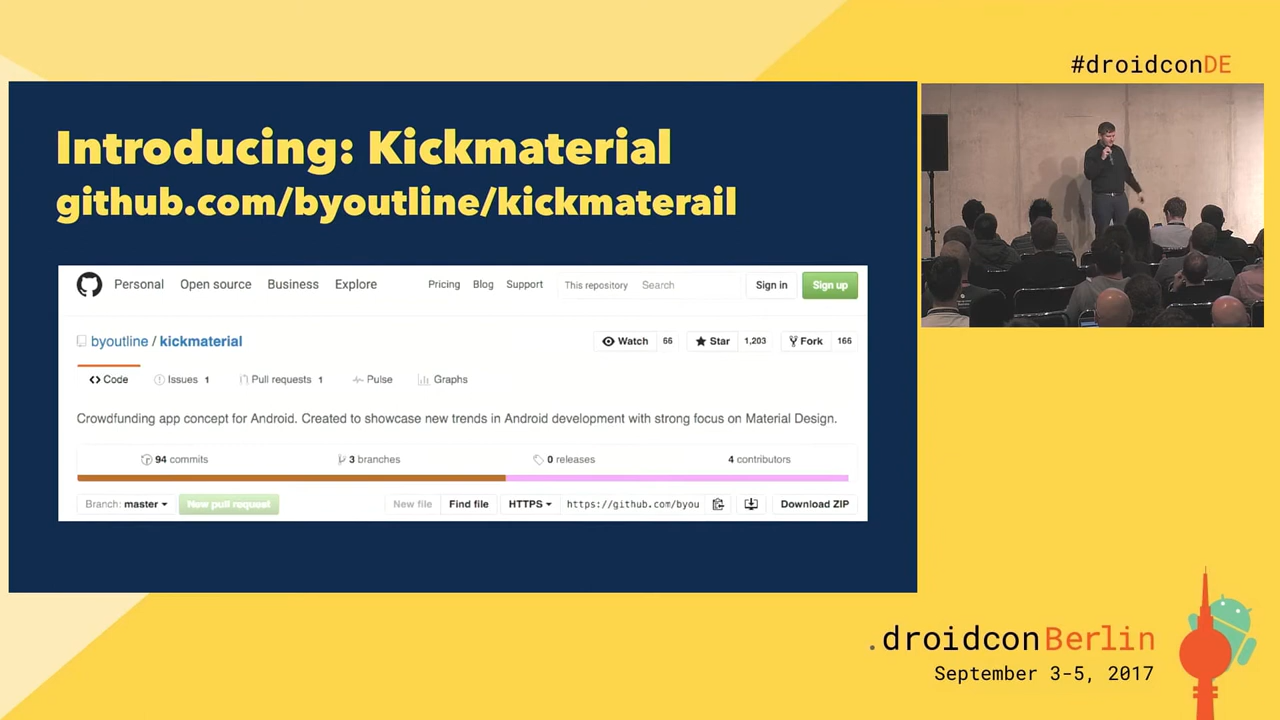 #droidconDE
Introducing: Kickmaterial
github.com/byoutline/kickmaterail
Personal Open source Business Explore Pricing Blog Support This repository Search Sign in Sign up
byoutline / kickmaterial Watch 66 Star 1,203 Fork 166
Code Issues 1 Pull requests 1 Pulse Graphs
Crowdfunding app concept for Android. Created to showcase new trends in Android development with strong focus on Material Design.
94 commits 3 branches 0 releases 4 contributors
Branch: master New pull request New file Find file HTTPS https://github.com/byou Download ZIP
.droidconBerlin
September 3-5, 2017